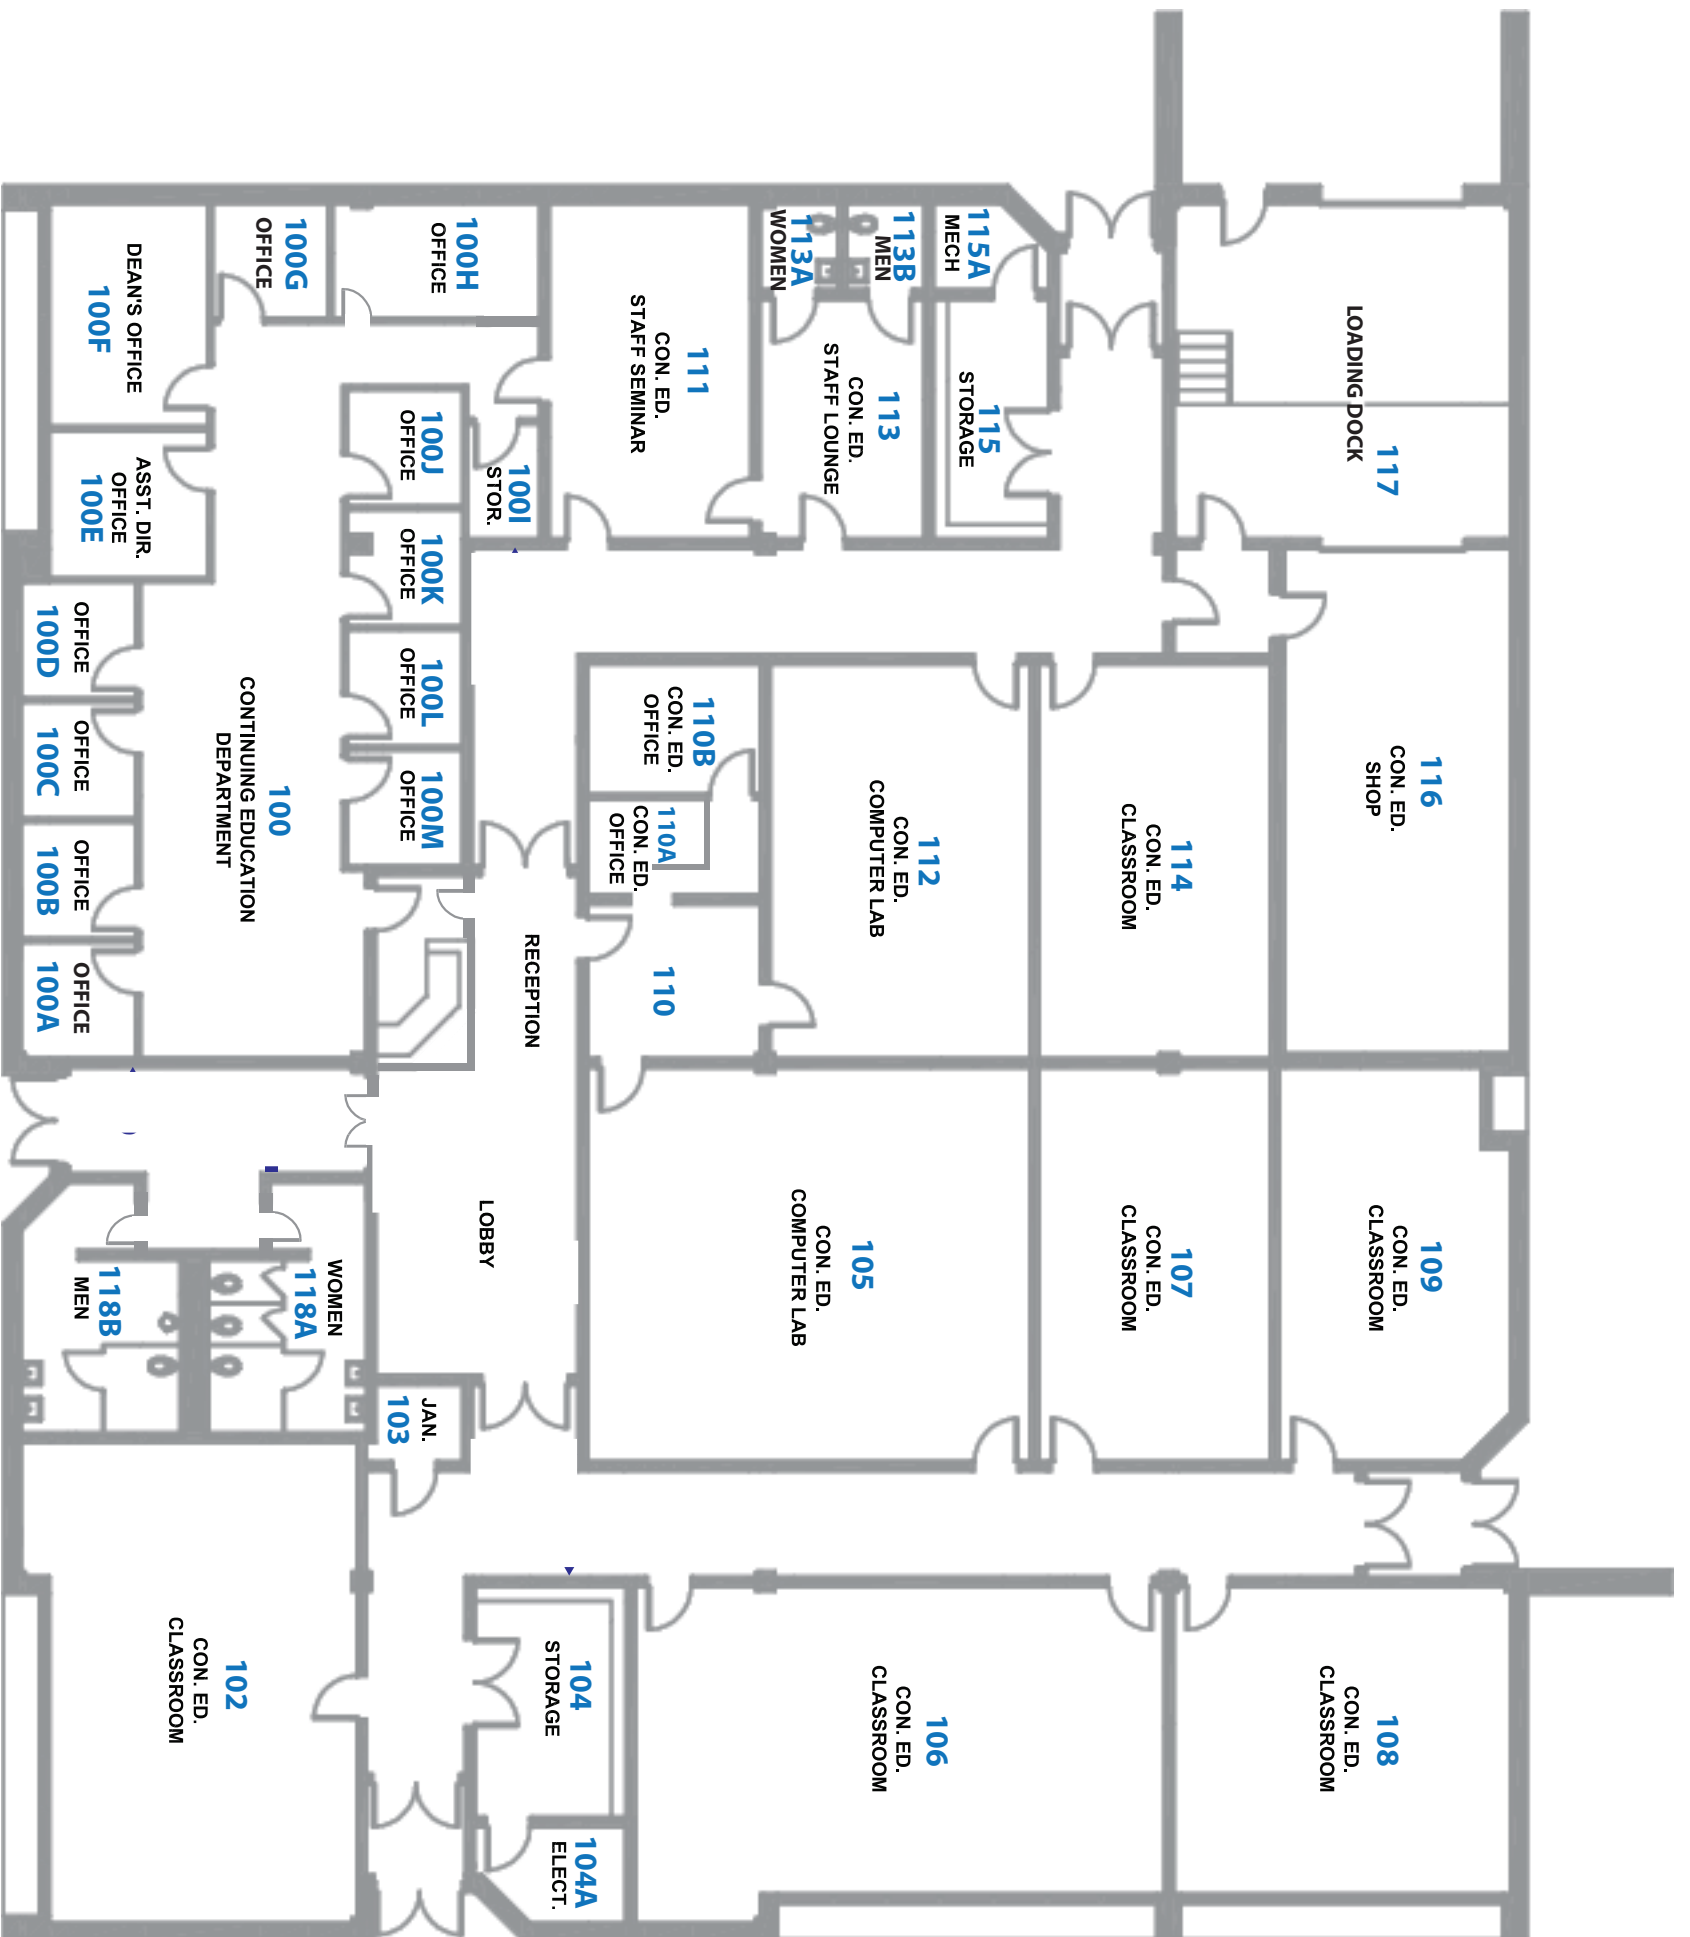 LOADING DOCK
117
115A
MECH
115
STORAGE
113B
MEN
113A
WOMEN
113
CON. ED.
STAFF LOUNGE
111
CON. ED.
STAFF SEMINAR
100H
OFFICE
100G
OFFICE
DEAN'S OFFICE
100F
ASST. DIR.
OFFICE
100E
100I
STOR.
100J
OFFICE
100K
OFFICE
100L
OFFICE
100M
OFFICE
OFFICE
100D
OFFICE
100C
OFFICE
100B
OFFICE
100A
100
CONTINUING EDUCATION
DEPARTMENT
116
CON. ED.
SHOP
114
CON. ED.
CLASSROOM
112
CON. ED.
COMPUTER LAB
110B
CON. ED.
OFFICE
110A
CON. ED.
OFFICE
110
RECEPTION
LOBBY
109
CON. ED.
CLASSROOM
107
CON. ED.
CLASSROOM
105
CON. ED.
COMPUTER LAB
WOMEN
118A
118B
MEN
JAN.
103
108
CON. ED.
CLASSROOM
106
CON. ED.
CLASSROOM
104
STORAGE
104A
ELECT.
102
CON. ED.
CLASSROOM